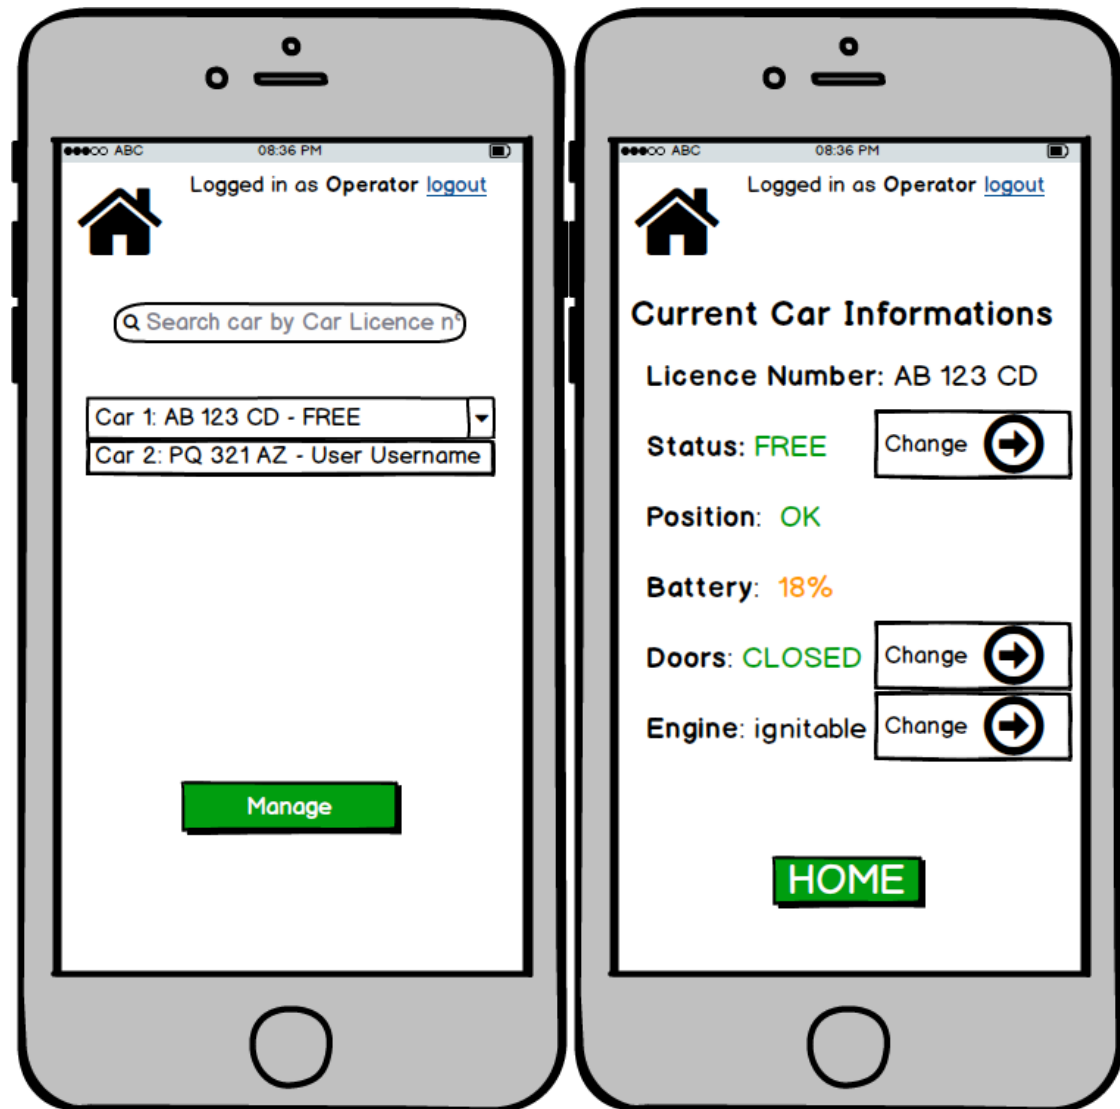 ABC 08:36 PM
Logged in as Operator logout
Search car by Car Licence n°
Car 1: AB 123 CD - FREE
Car 2: PQ 321 AZ - User Username
Manage
ABC 08:36 PM
Logged in as Operator logout
Current Car Informations
Licence Number: AB 123 CD
Status: FREE Change
Position: OK
Battery: 18%
Doors: CLOSED Change
Engine: ignitable Change
HOME